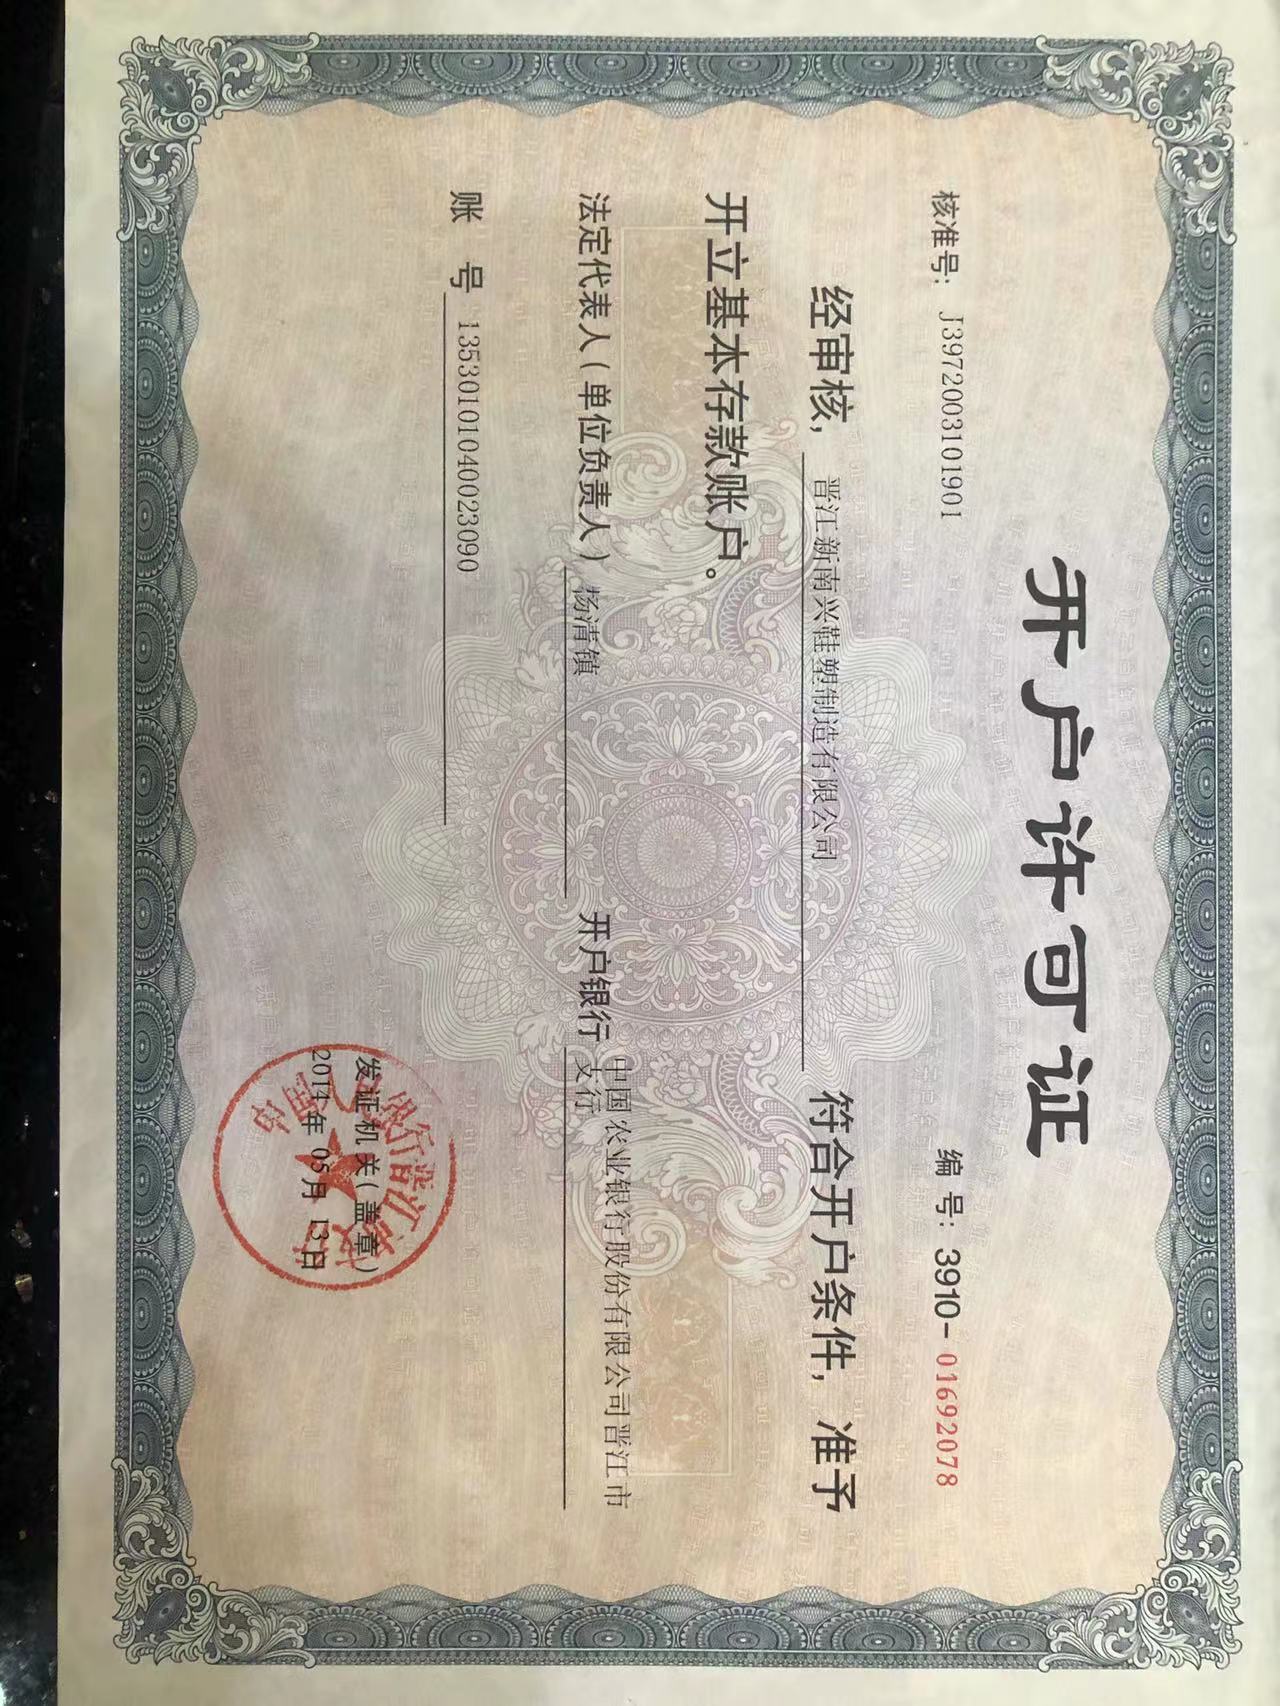 开户许可证
核准号: J3972003101901 编号: 3910-01692078
经审核, 晋江新南兴鞋塑制造有限公司 符合开户条件, 准予
开立基本存款账户。
法定代表人(单位负责人) 杨清镇 开户银行 中国农业银行股份有限公司晋江市
支行
账 号 13530101040023090
发证机关(盖章)
2014年 05月 13日